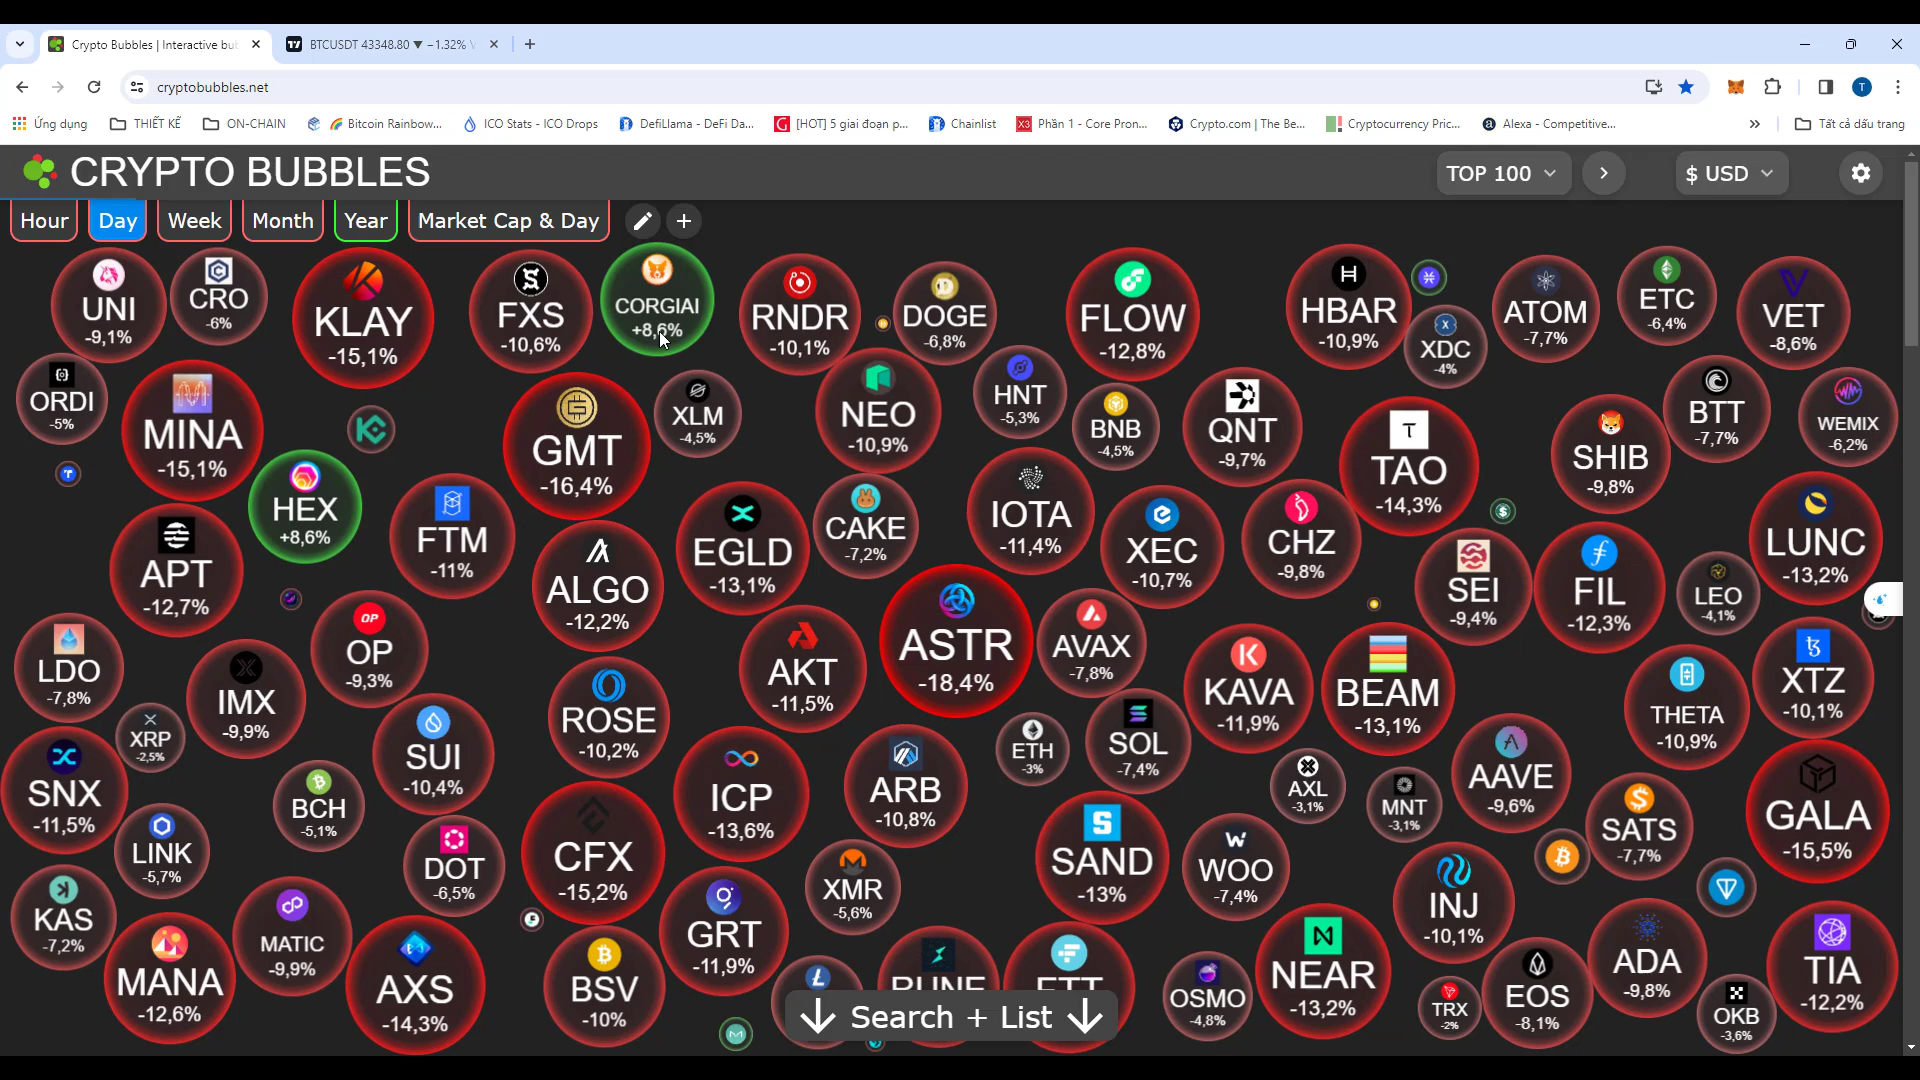 Crypto Bubbles | Interactive bub
BTCUSDT 43348.80 ▼ −1.32%
cryptobubbles.net
T
Ứng dụng
THIẾT KẾ
ON-CHAIN
Bitcoin Rainbow...
ICO Stats - ICO Drops
DefiLlama - DeFi Da...
[HOT] 5 giai đoạn p...
Chainlist
Phần 1 - Core Pron...
Crypto.com | The Be...
Cryptocurrency Pric...
Alexa - Competitive...
»
Tất cả dấu trang
CRYPTO BUBBLES
TOP 100
$ USD
Hour
Day
Week
Month
Year
Market Cap & Day
UNI
-9,1%
CRO
-6%
KLAY
-15,1%
FXS
-10,6%
CORGIAI
+8,6%
RNDR
-10,1%
DOGE
-6,8%
FLOW
-12,8%
HBAR
-10,9%
XDC
-4%
ATOM
-7,7%
ETC
-6,4%
VET
-8,6%
ORDI
-5%
MINA
-15,1%
GMT
-16,4%
XLM
-4,5%
NEO
-10,9%
HNT
-5,3%
BNB
-4,5%
QNT
-9,7%
TAO
-14,3%
SHIB
-9,8%
BTT
-7,7%
WEMIX
-6,2%
HEX
+8,6%
FTM
-11%
EGLD
-13,1%
CAKE
-7,2%
IOTA
-11,4%
XEC
-10,7%
CHZ
-9,8%
SEI
-9,4%
FIL
-12,3%
LEO
-4,1%
LUNC
-13,2%
APT
-12,7%
ALGO
-12,2%
LDO
-7,8%
IMX
-9,9%
OP
-9,3%
ROSE
-10,2%
AKT
-11,5%
ASTR
-18,4%
AVAX
-7,8%
KAVA
-11,9%
BEAM
-13,1%
THETA
-10,9%
XTZ
-10,1%
XRP
-2,5%
SUI
-10,4%
ETH
-3%
SOL
-7,4%
SNX
-11,5%
BCH
-5,1%
ICP
-13,6%
ARB
-10,8%
AXL
-3,1%
MNT
-3,1%
AAVE
-9,6%
SATS
-7,7%
GALA
-15,5%
LINK
-5,7%
DOT
-6,5%
CFX
-15,2%
XMR
-5,6%
SAND
-13%
WOO
-7,4%
INJ
-10,1%
KAS
-7,2%
MATIC
-9,9%
GRT
-11,9%
MANA
-12,6%
AXS
-14,3%
BSV
-10%
RUNE
FTT
OSMO
-4,8%
NEAR
-13,2%
TRX
-2%
EOS
-8,1%
ADA
-9,8%
OKB
-3,6%
TIA
-12,2%
↓ Search + List ↓